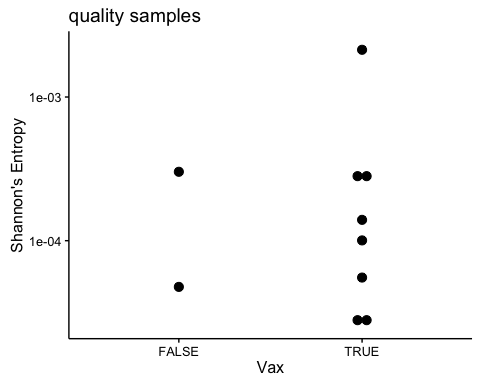 quality samples
Shannon's Entropy
1e-03
1e-04
FALSE
TRUE
Vax